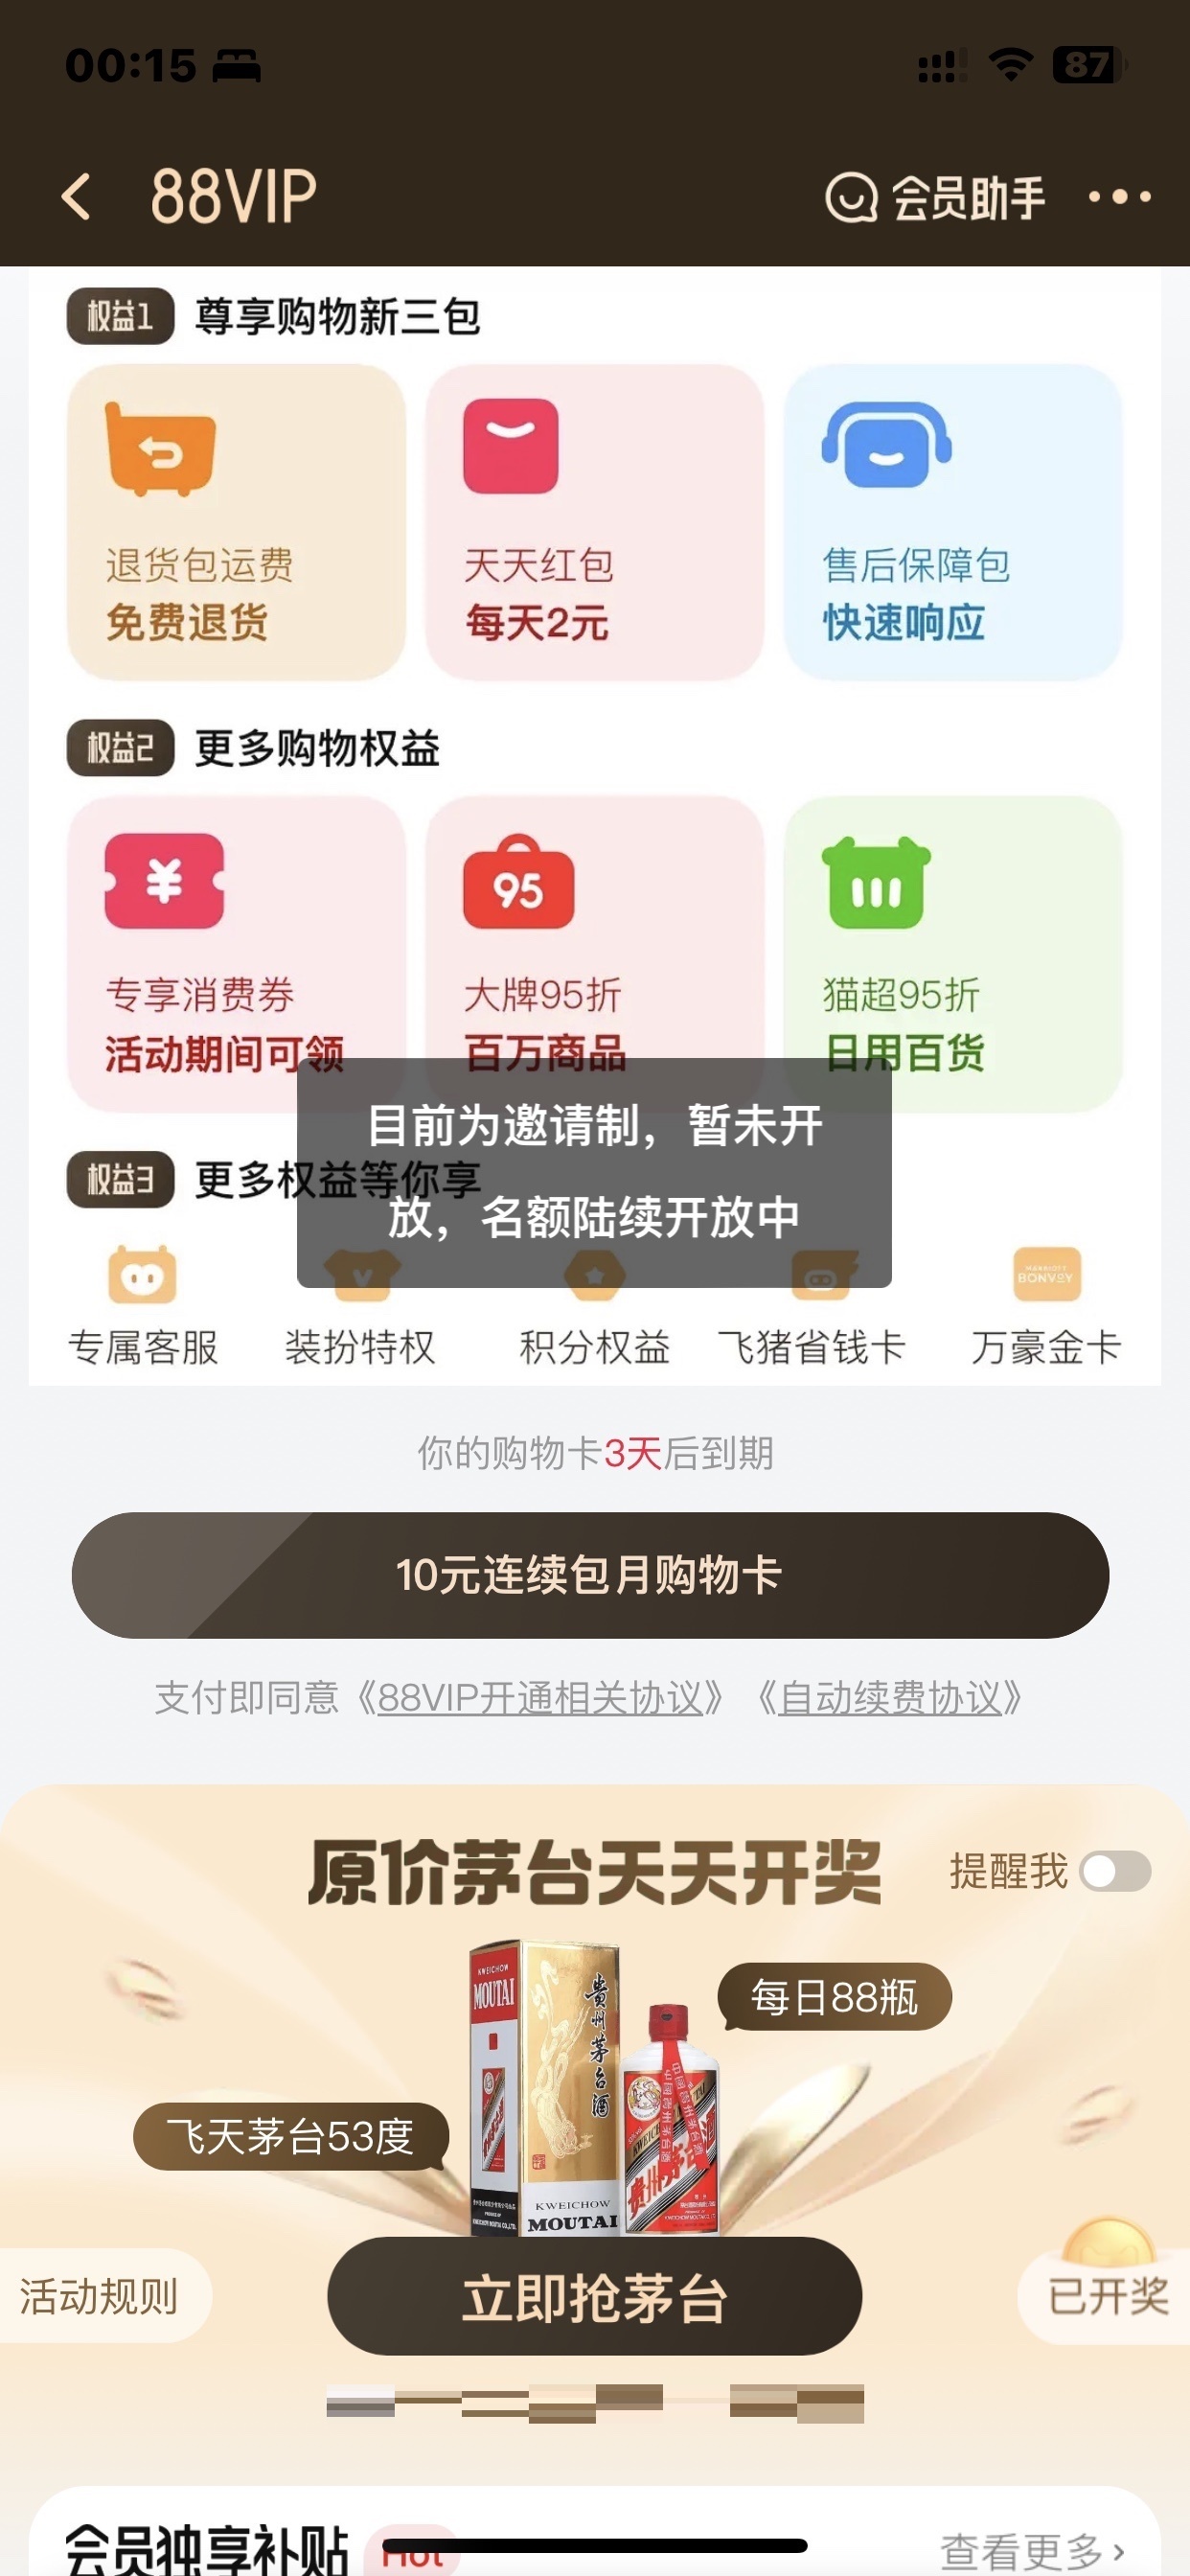 00:15
87
88VIP
会员助手
权益1 尊享购物新三包
退货包运费
免费退货
天天红包
每天2元
售后保障包
快速响应
权益2 更多购物权益
¥
专享消费券
活动期间可领
95
大牌95折
百万商品
猫超95折
日用百货
目前为邀请制，暂未开
放，名额陆续开放中
权益3 更多权益等你享
V
MARRIOTT
BONVOY
专属客服
装扮特权
积分权益
飞猪省钱卡
万豪金卡
你的购物卡3天后到期
10元连续包月购物卡
支付即同意《88VIP开通相关协议》《自动续费协议》
原价茅台天天开奖
提醒我
每日88瓶
飞天茅台53度
KWEICHOW
MOUTAI
貴州茅台酒
KWEICHOW
MOUTAI
活动规则
立即抢茅台
已开奖
会员独享补贴
Hot
查看更多